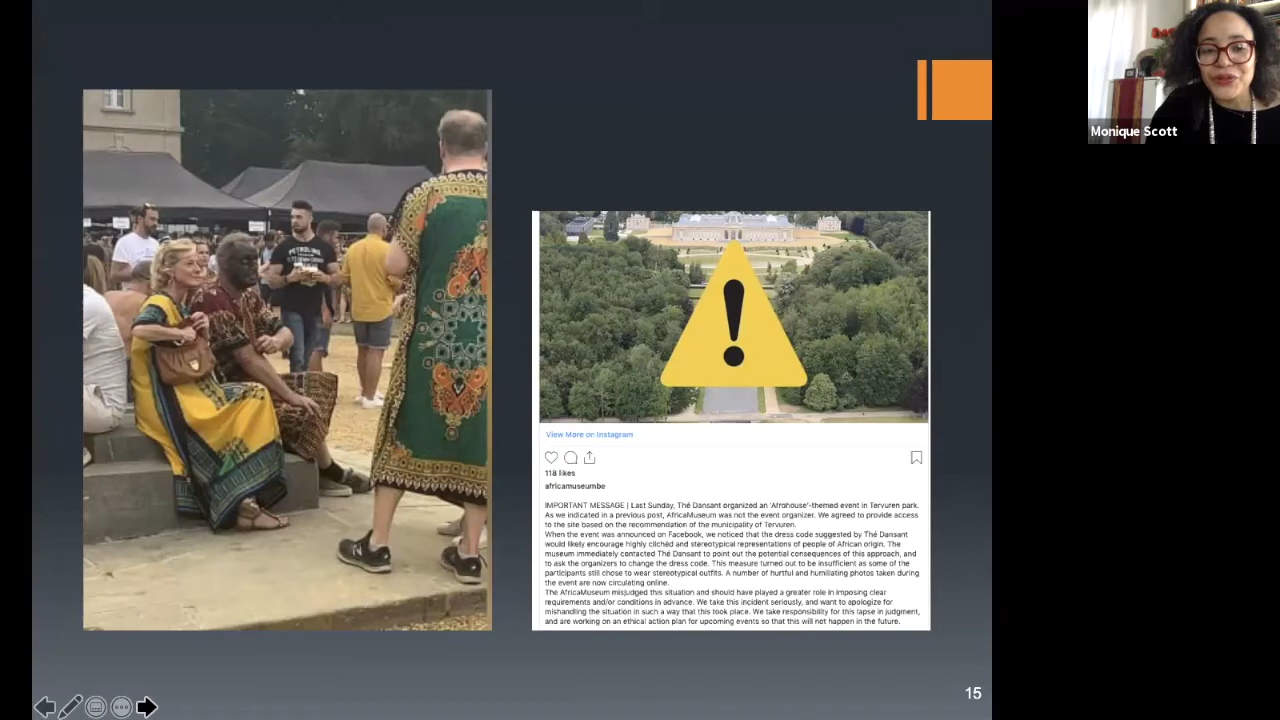 Monique Scott
View More on Instagram
118 likes
africamuseumbe
IMPORTANT MESSAGE | Last Sunday, Thé Dansant organized an 'Afrohouse'-themed event in Tervuren park.
As we indicated in a previous post, AfricaMuseum was not the event organizer. We agreed to provide access
to the site based on the recommendation of the municipality of Tervuren.
When the event was announced on Facebook, we noticed that the dress code suggested by Thé Dansant
would likely encourage highly clichéd and stereotypical representations of people of African origin. The
museum immediately contacted Thé Dansant to point out the potential consequences of this approach, and
to ask the organizers to change the dress code. This measure turned out to be insufficient as some of the
participants still chose to wear stereotypical outfits. A number of hurtful and humiliating photos taken during
the event are now circulating online.
The AfricaMuseum misjudged this situation and should have played a greater role in imposing clear
requirements and/or conditions in advance. We take this incident seriously, and want to apologize for
mishandling the situation in such a way that this took place. We take responsibility for this lapse in judgment,
and are working on an ethical action plan for upcoming events so that this will not happen in the future.
15